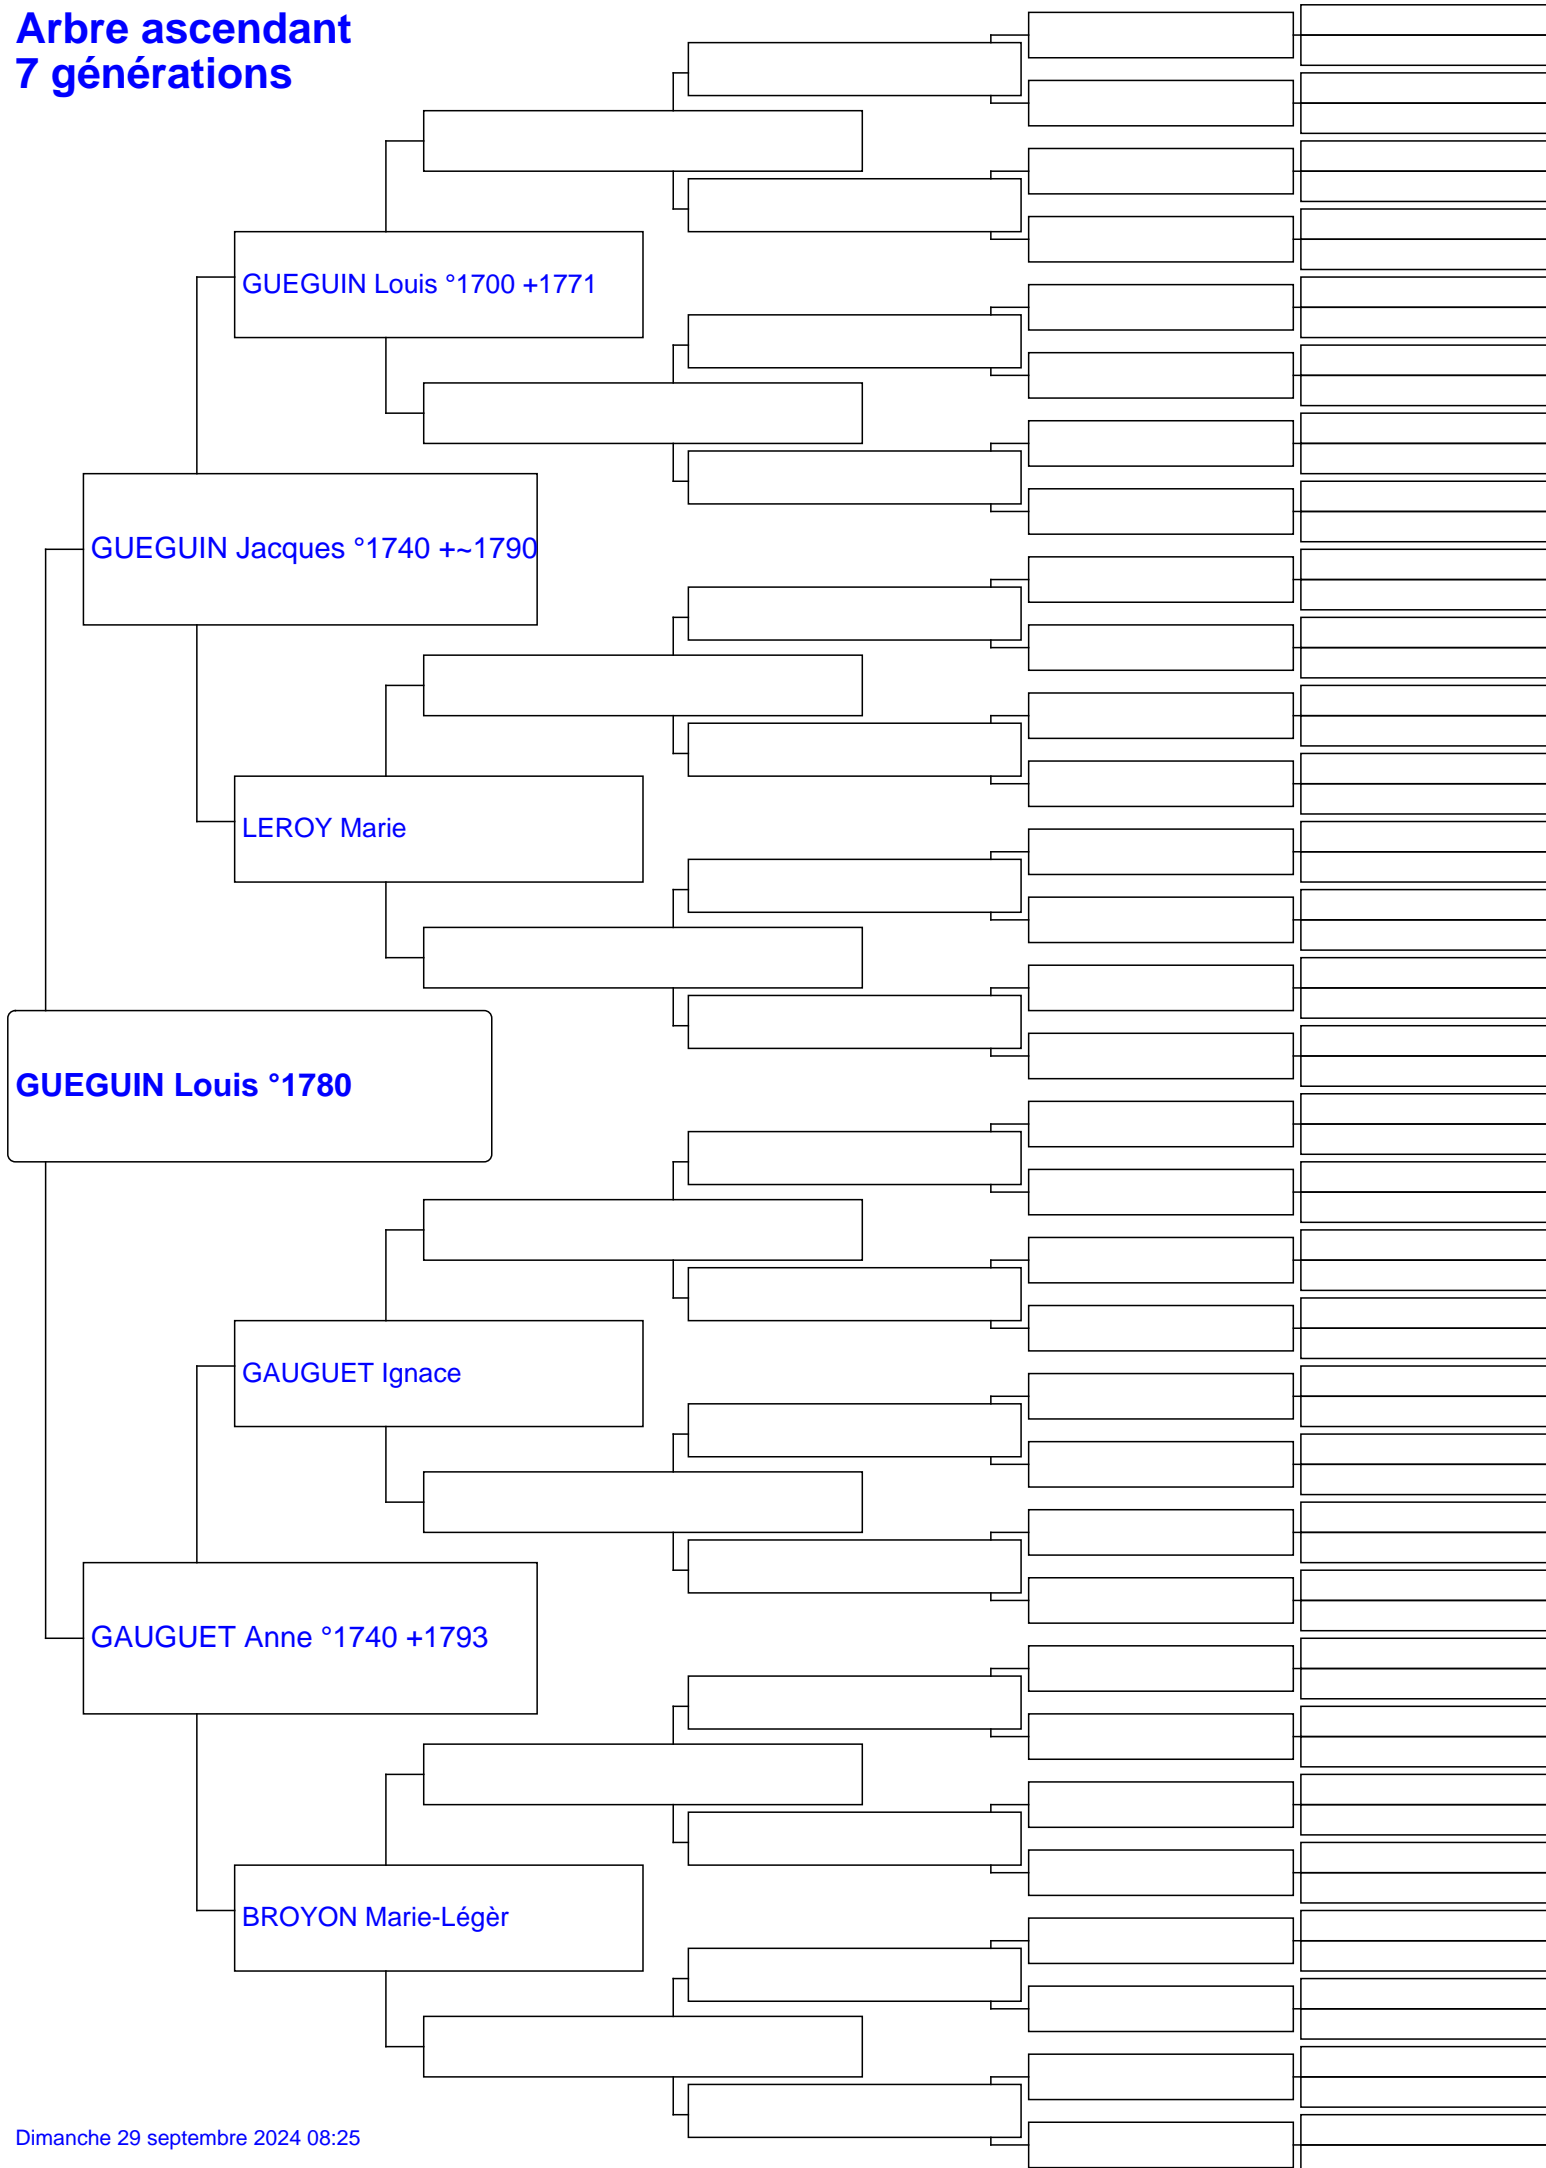 Arbre ascendant
7 générations
GUEGUIN Louis °1700 +1771
GUEGUIN Jacques °1740 +~1790
LEROY Marie
GUEGUIN Louis °1780
GAUGUET Ignace
GAUGUET Anne °1740 +1793
BROYON Marie-Légèr
Dimanche 29 septembre 2024 08:25